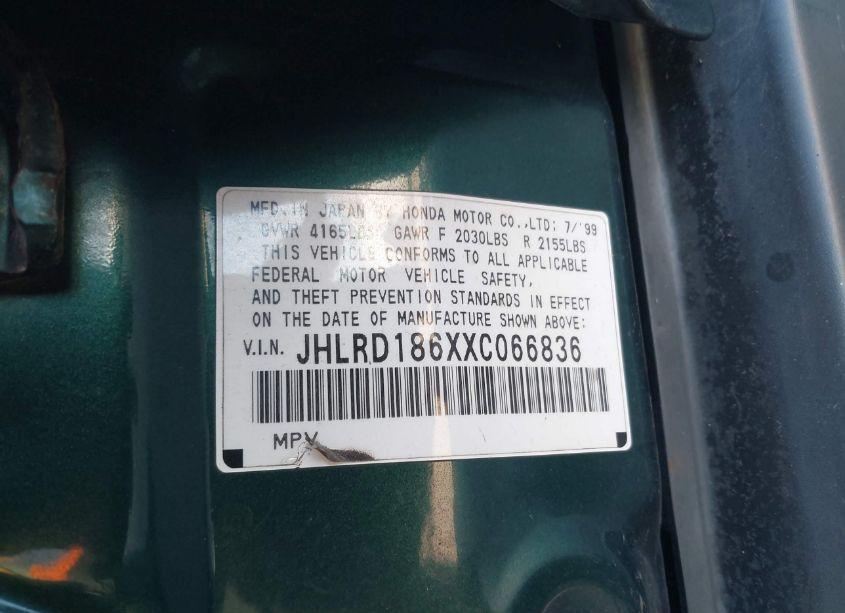 MFD. IN JAPAN BY HONDA MOTOR CO.,LTD: 7/'99
GVWR 4165LBS GAWR F 2030LBS R 2155LBS
THIS VEHICLE CONFORMS TO ALL APPLICABLE
FEDERAL MOTOR VEHICLE SAFETY,
AND THEFT PREVENTION STANDARDS IN EFFECT
ON THE DATE OF MANUFACTURE SHOWN ABOVE:
V.I.N. JHLRD186XXC066836
MPV